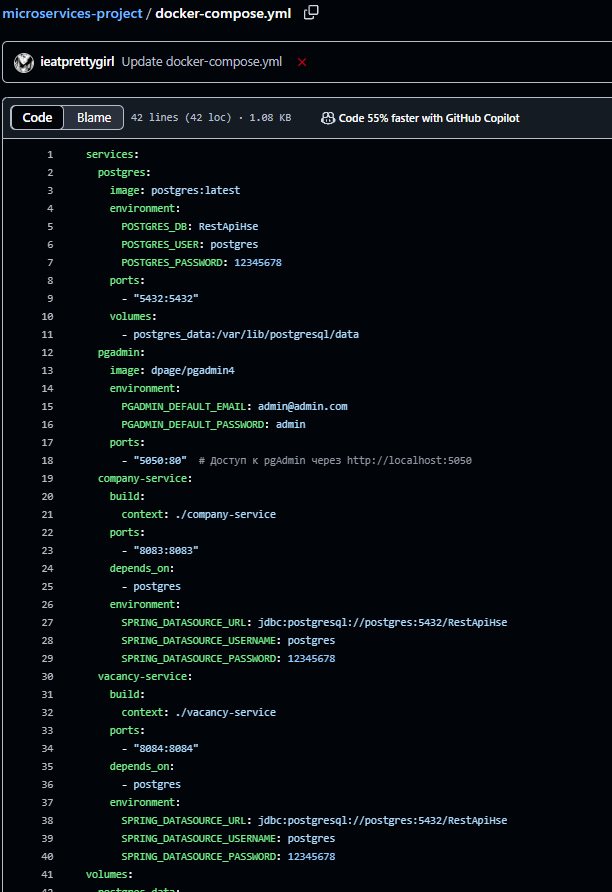 microservices-project / docker-compose.yml
ieatprettygirl Update docker-compose.yml
Code Blame 42 lines (42 loc) · 1.08 KB Code 55% faster with GitHub Copilot
1 services:
2   postgres:
3     image: postgres:latest
4     environment:
5       POSTGRES_DB: RestApiHse
6       POSTGRES_USER: postgres
7       POSTGRES_PASSWORD: 12345678
8     ports:
9       - "5432:5432"
10     volumes:
11       - postgres_data:/var/lib/postgresql/data
12   pgadmin:
13     image: dpage/pgadmin4
14     environment:
15       PGADMIN_DEFAULT_EMAIL: admin@admin.com
16       PGADMIN_DEFAULT_PASSWORD: admin
17     ports:
18       - "5050:80"  # Доступ к pgAdmin через http://localhost:5050
19   company-service:
20     build:
21       context: ./company-service
22     ports:
23       - "8083:8083"
24     depends_on:
25       - postgres
26     environment:
27       SPRING_DATASOURCE_URL: jdbc:postgresql://postgres:5432/RestApiHse
28       SPRING_DATASOURCE_USERNAME: postgres
29       SPRING_DATASOURCE_PASSWORD: 12345678
30   vacancy-service:
31     build:
32       context: ./vacancy-service
33     ports:
34       - "8084:8084"
35     depends_on:
36       - postgres
37     environment:
38       SPRING_DATASOURCE_URL: jdbc:postgresql://postgres:5432/RestApiHse
39       SPRING_DATASOURCE_USERNAME: postgres
40       SPRING_DATASOURCE_PASSWORD: 12345678
41 volumes:
42   postgres_data: